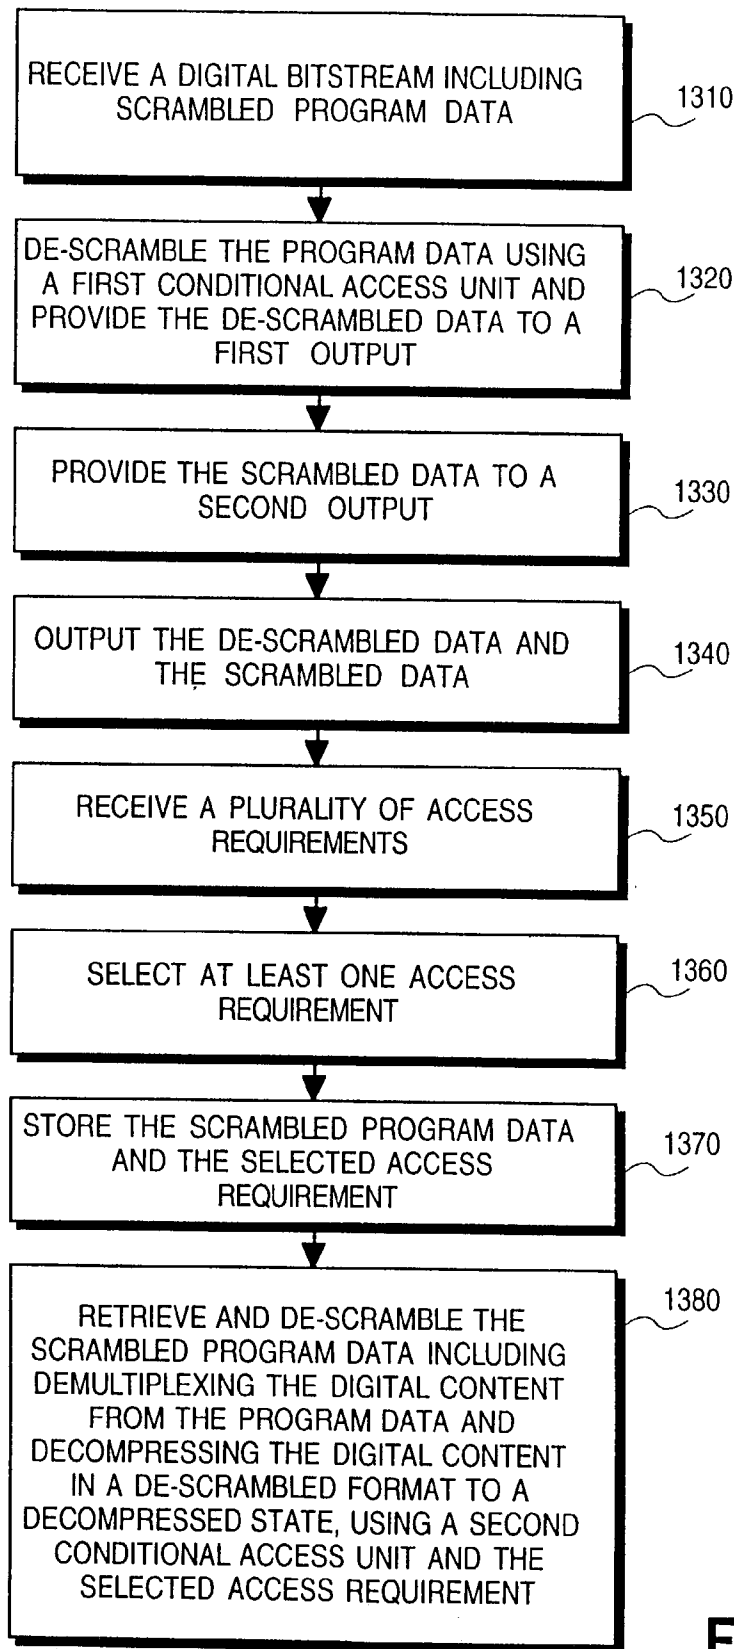 RECEIVE A DIGITAL BITSTREAM INCLUDING
SCRAMBLED PROGRAM DATA
1310
DE-SCRAMBLE THE PROGRAM DATA USING
A FIRST CONDITIONAL ACCESS UNIT AND
PROVIDE THE DE-SCRAMBLED DATA TO A
FIRST OUTPUT
1320
PROVIDE THE SCRAMBLED DATA TO A
SECOND OUTPUT
1330
OUTPUT THE DE-SCRAMBLED DATA AND
THE SCRAMBLED DATA
1340
RECEIVE A PLURALITY OF ACCESS
REQUIREMENTS
1350
SELECT AT LEAST ONE ACCESS
REQUIREMENT
1360
STORE THE SCRAMBLED PROGRAM DATA
AND THE SELECTED ACCESS
REQUIREMENT
1370
RETRIEVE AND DE-SCRAMBLE THE
SCRAMBLED PROGRAM DATA INCLUDING
DEMULTIPLEXING THE DIGITAL CONTENT
FROM THE PROGRAM DATA AND
DECOMPRESSING THE DIGITAL CONTENT
IN A DE-SCRAMBLED FORMAT TO A
DECOMPRESSED STATE, USING A SECOND
CONDITIONAL ACCESS UNIT AND THE
SELECTED ACCESS REQUIREMENT
1380